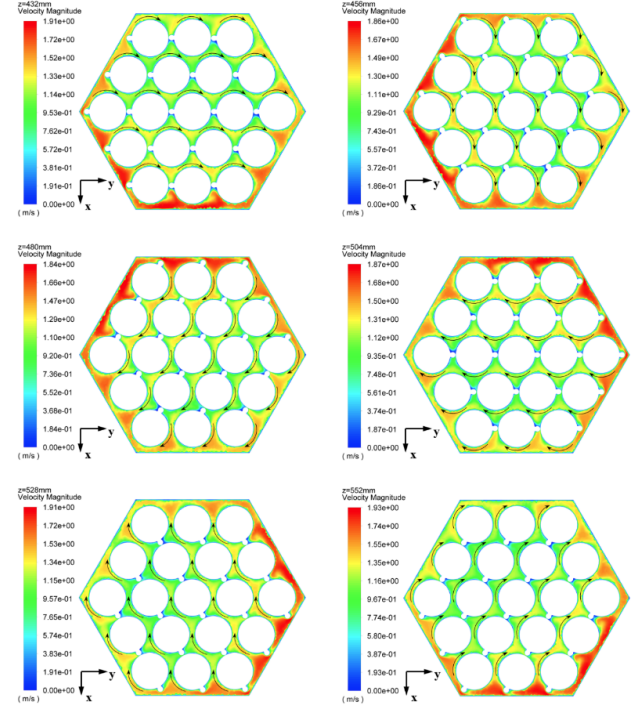 z=432mm
Velocity Magnitude
1.91e+00
1.72e+00
1.53e+00
1.33e+00
1.14e+00
9.53e-01
7.62e-01
5.72e-01
3.81e-01
1.91e-01
0.00e+00
( m/s )
y
x
z=456mm
Velocity Magnitude
1.86e+00
1.67e+00
1.49e+00
1.30e+00
1.11e+00
9.29e-01
7.43e-01
5.57e-01
3.71e-01
1.86e-01
0.00e+00
( m/s )
y
x
z=480mm
Velocity Magnitude
1.84e+00
1.66e+00
1.47e+00
1.29e+00
1.10e+00
9.20e-01
7.36e-01
5.52e-01
3.68e-01
1.84e-01
0.00e+00
( m/s )
y
x
z=504mm
Velocity Magnitude
1.87e+00
1.68e+00
1.50e+00
1.31e+00
1.12e+00
9.35e-01
7.48e-01
5.61e-01
3.74e-01
1.87e-01
0.00e+00
( m/s )
y
x
z=528mm
Velocity Magnitude
1.91e+00
1.72e+00
1.53e+00
1.34e+00
1.15e+00
9.57e-01
7.65e-01
5.74e-01
3.83e-01
1.91e-01
0.00e+00
( m/s )
y
x
z=552mm
Velocity Magnitude
1.93e+00
1.74e+00
1.55e+00
1.35e+00
1.16e+00
9.67e-01
7.74e-01
5.80e-01
3.87e-01
1.93e-01
0.00e+00
( m/s )
y
x